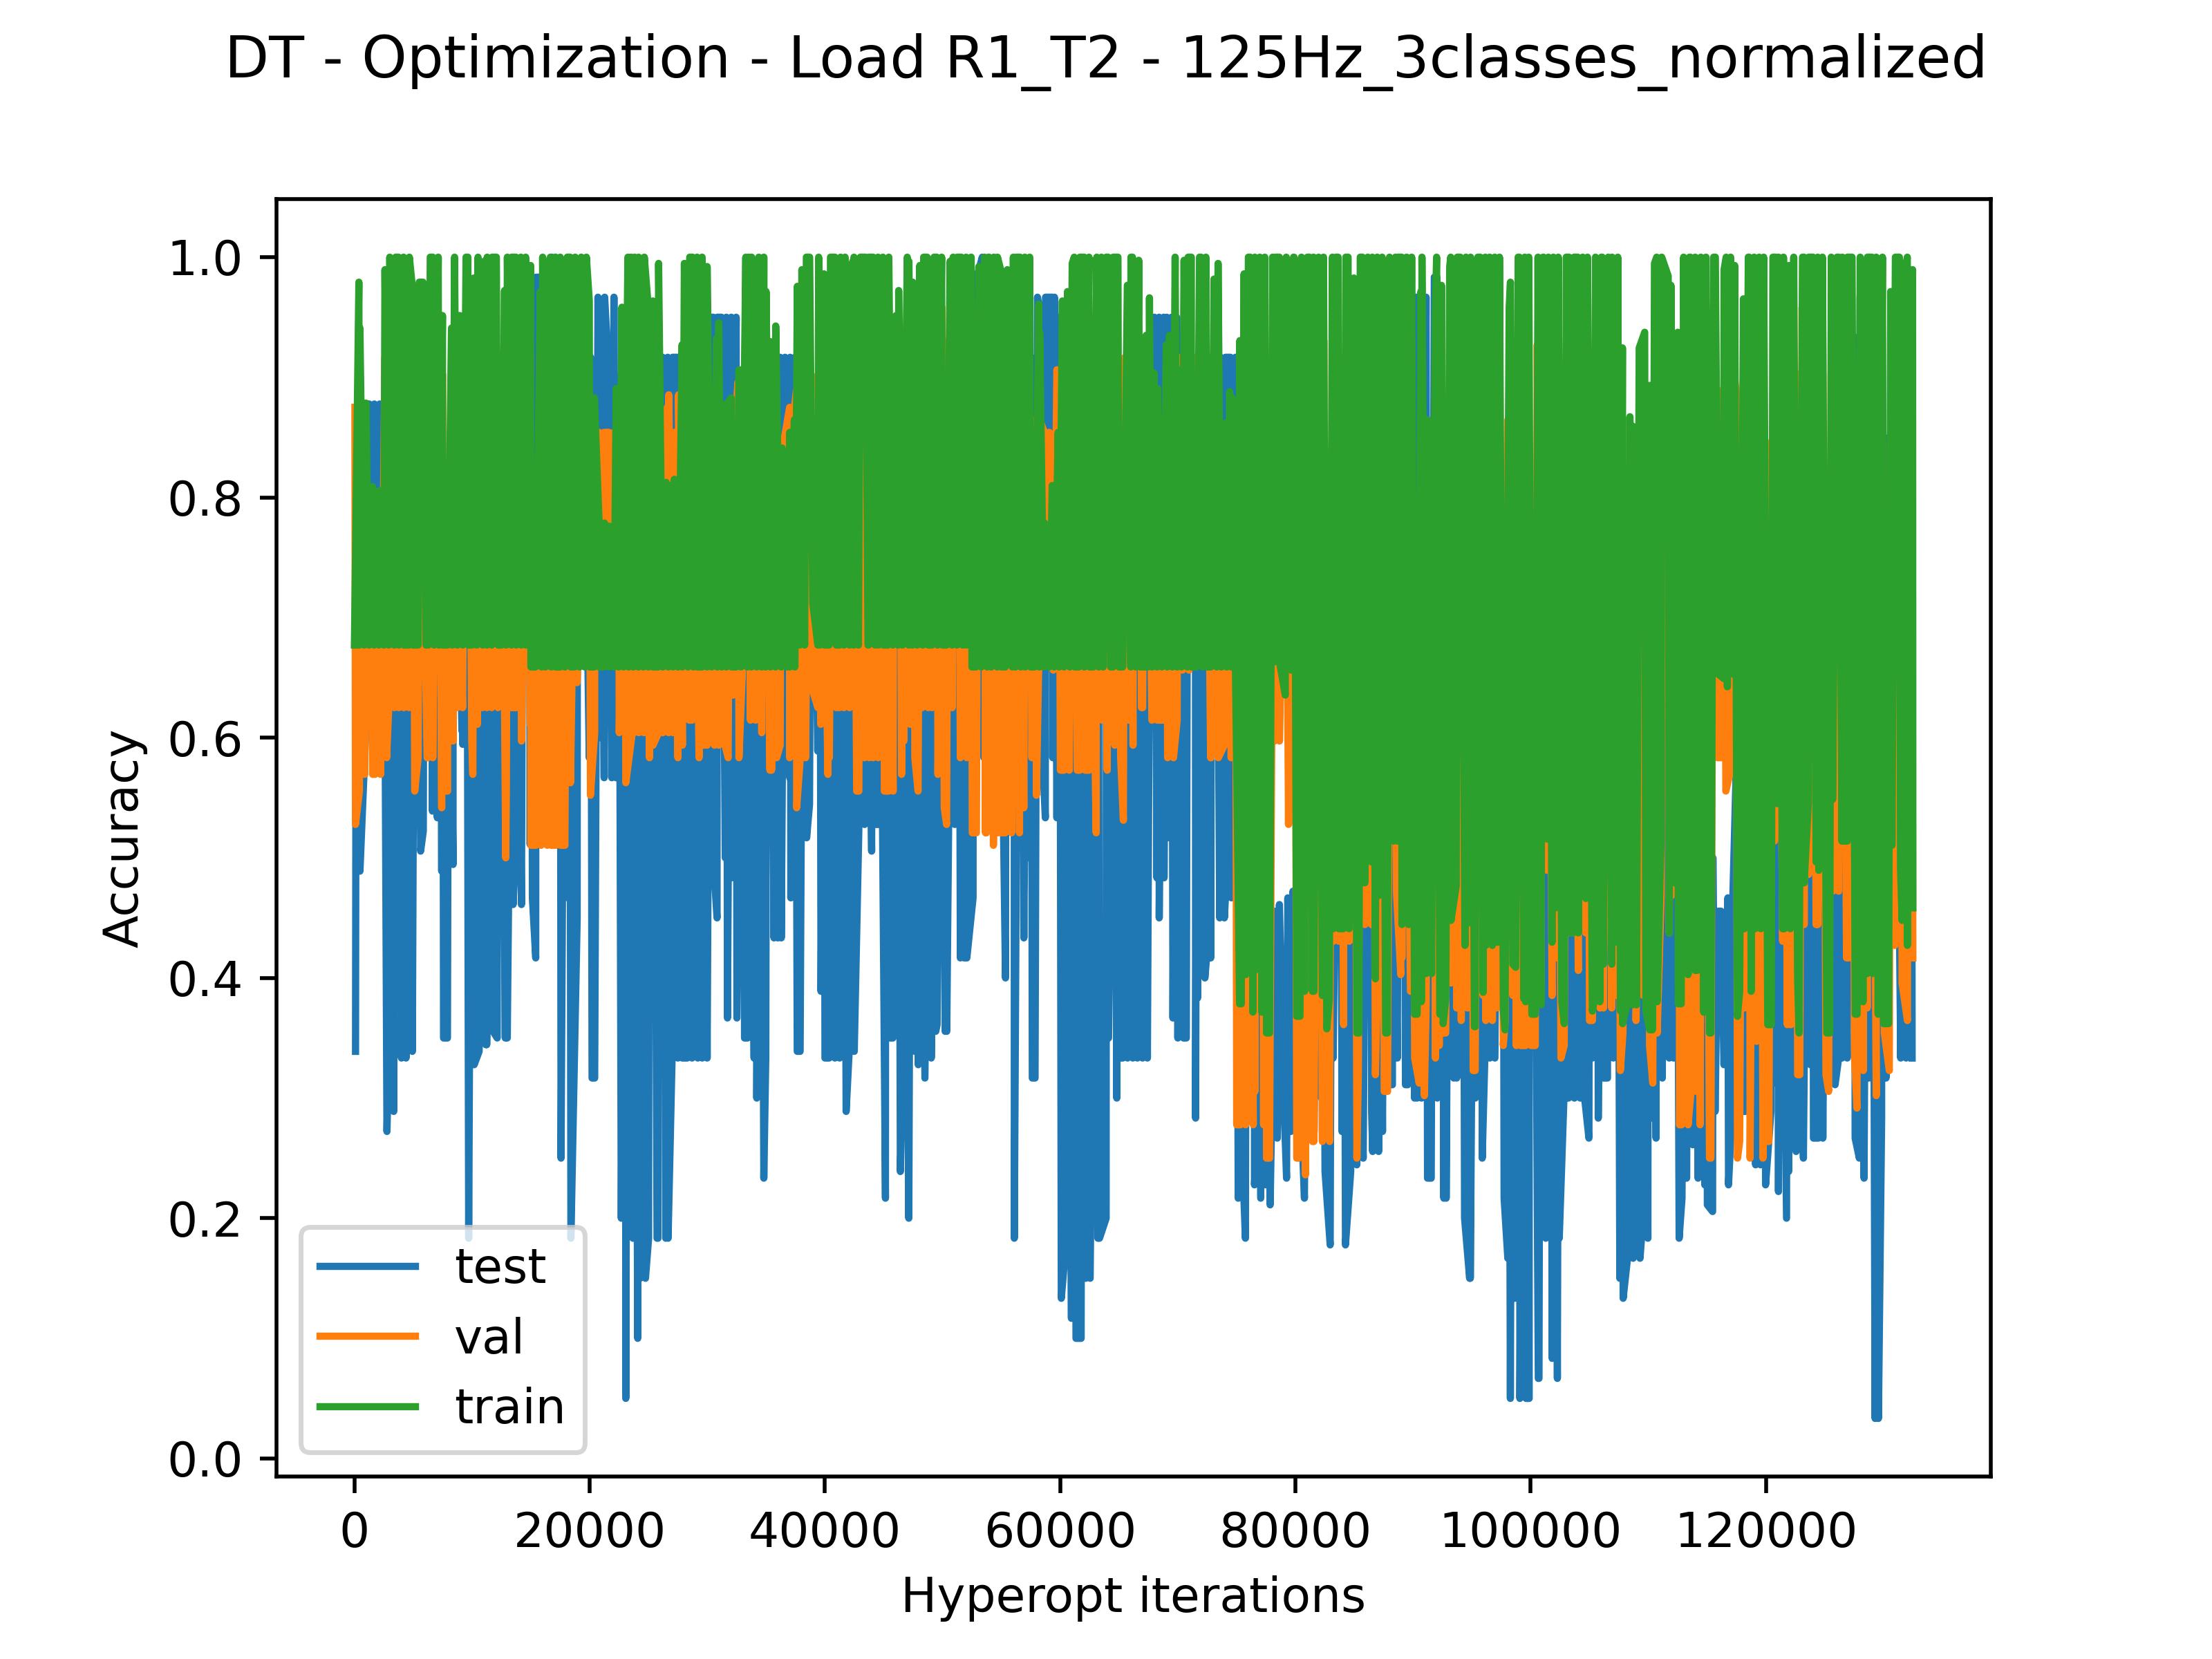 DT - Optimization - Load R1_T2 - 125Hz_3classes_normalized
1.0
0.8
0.6
0.4
0.2
0.0
Accuracy
test
val
train
0 20000 40000 60000 80000 100000 120000
Hyperopt iterations